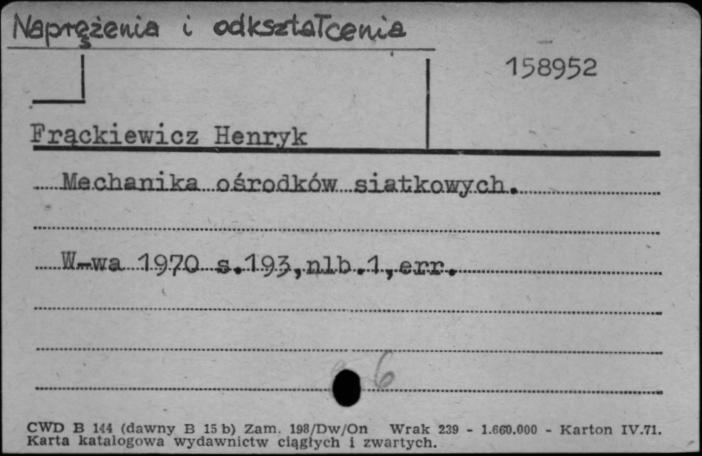 Naprężenia i odkształcenia
158952
Frąckiewicz Henryk
Mechanika ośrodków siatkowych.
W-wa 1970 s.193,nlb.1,err.
6
CWD B 144 (dawny B 15 b) Zam. 198/Dw/On Wrak 239 - 1.660.000 - Karton IV.71.
Karta katalogowa wydawnictw ciągłych i zwartych.